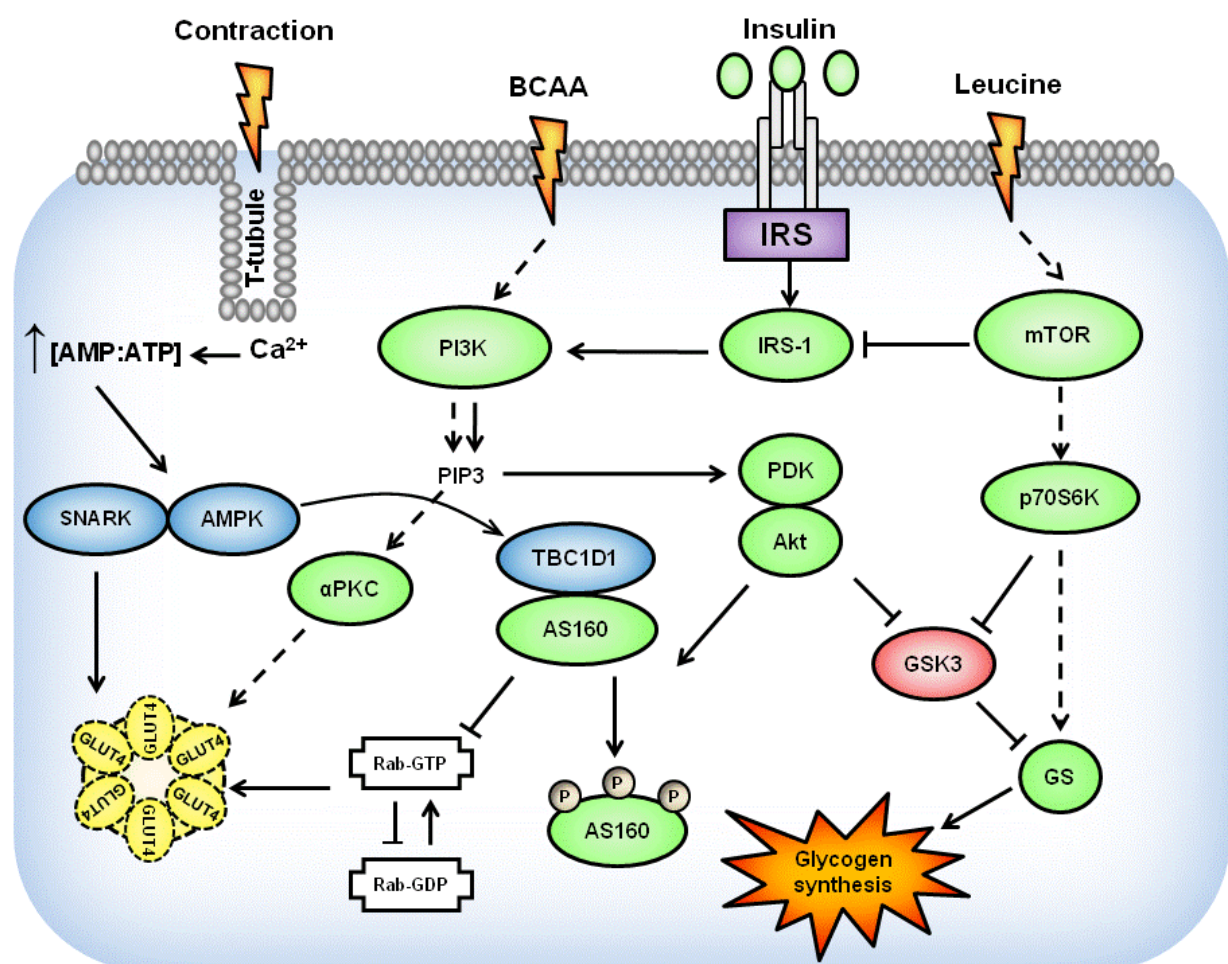 Contraction
BCAA
Insulin
Leucine
T-tubule
IRS
↑ [AMP:ATP]
Ca²⁺
PI3K
IRS-1
mTOR
PIP3
PDK
Akt
p70S6K
SNARK
AMPK
TBC1D1
αPKC
AS160
GSK3
GLUT4
GLUT4
GLUT4
GLUT4
GLUT4
GLUT4
Rab-GTP
P
P
P
AS160
GS
Rab-GDP
Glycogen
synthesis